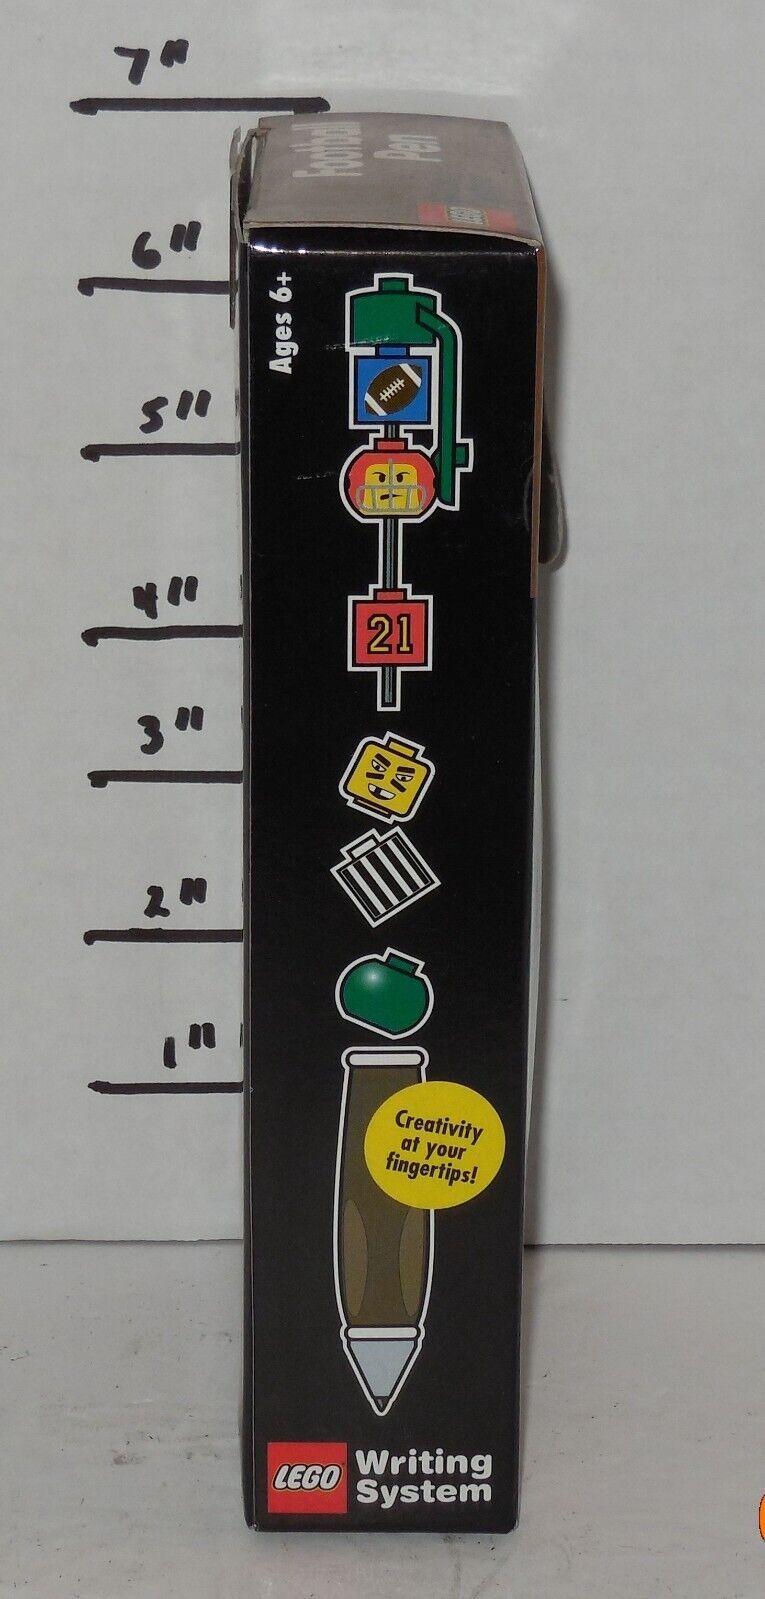 7"
Football
Pen
LEGO
6"
Ages 6+
5"
4"
21
3"
2"
1"
Creativity
at your
fingertips!
LEGO
Writing
System